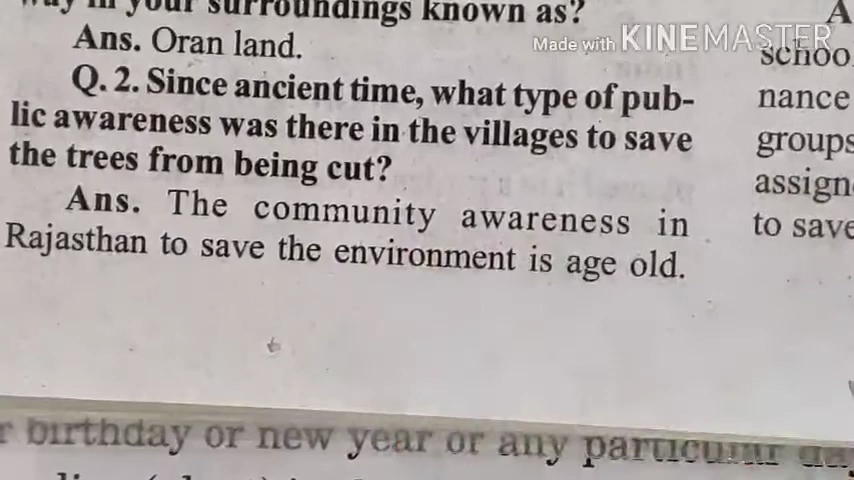 your surroundings known as?
Ans. Oran land.
Q. 2. Since ancient time, what type of pub-
lic awareness was there in the villages to save
the trees from being cut?
Ans. The community awareness in
Rajasthan to save the environment is age old.
Made with KINEMASTER
A
schoo
nance
groups
assign
to save
birthday or new year or any particular